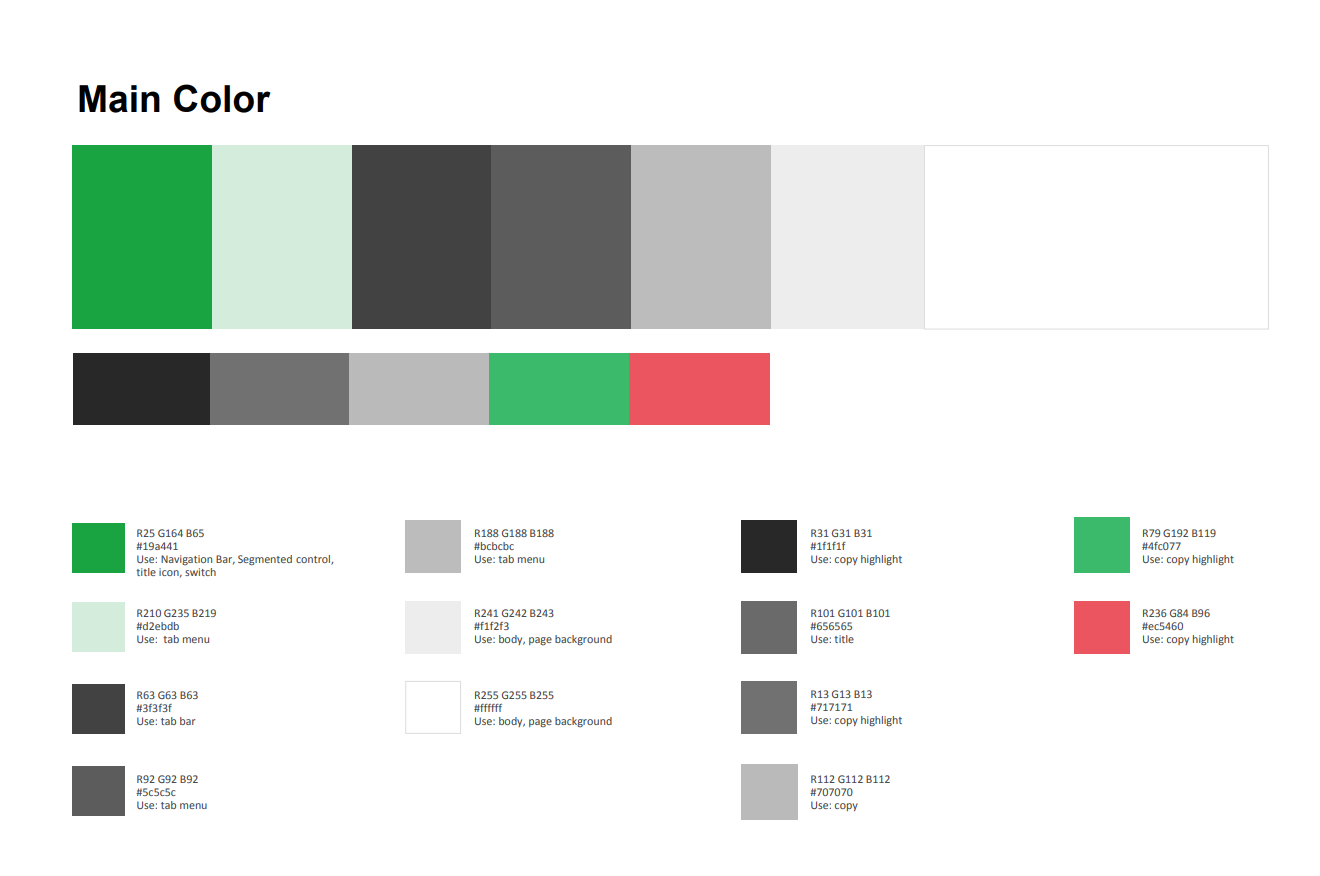 Main Color
R25 G164 B65
#19a441
Use: Navigation Bar, Segmented control,
title icon, switch
R210 G235 B219
#d2ebdb
Use:  tab menu
R63 G63 B63
#3f3f3f
Use: tab bar
R92 G92 B92
#5c5c5c
Use: tab menu
R188 G188 B188
#bcbcbc
Use: tab menu
R241 G242 B243
#f1f2f3
Use: body, page background
R255 G255 B255
#ffffff
Use: body, page background
R31 G31 B31
#1f1f1f
Use: copy highlight
R101 G101 B101
#656565
Use: title
R13 G13 B13
#717171
Use: copy highlight
R112 G112 B112
#707070
Use: copy
R79 G192 B119
#4fc077
Use: copy highlight
R236 G84 B96
#ec5460
Use: copy highlight